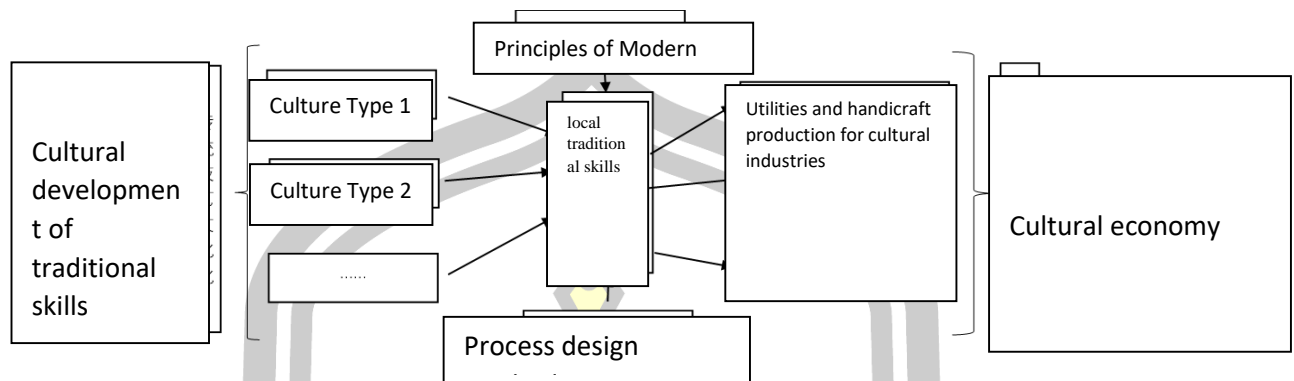 Principles of Modern
Cultural
developmen
t of
traditional
skills
Culture Type 1
Culture Type 2
……
local
tradition
al skills
Utilities and handicraft
production for cultural
industries
Cultural economy
Process design